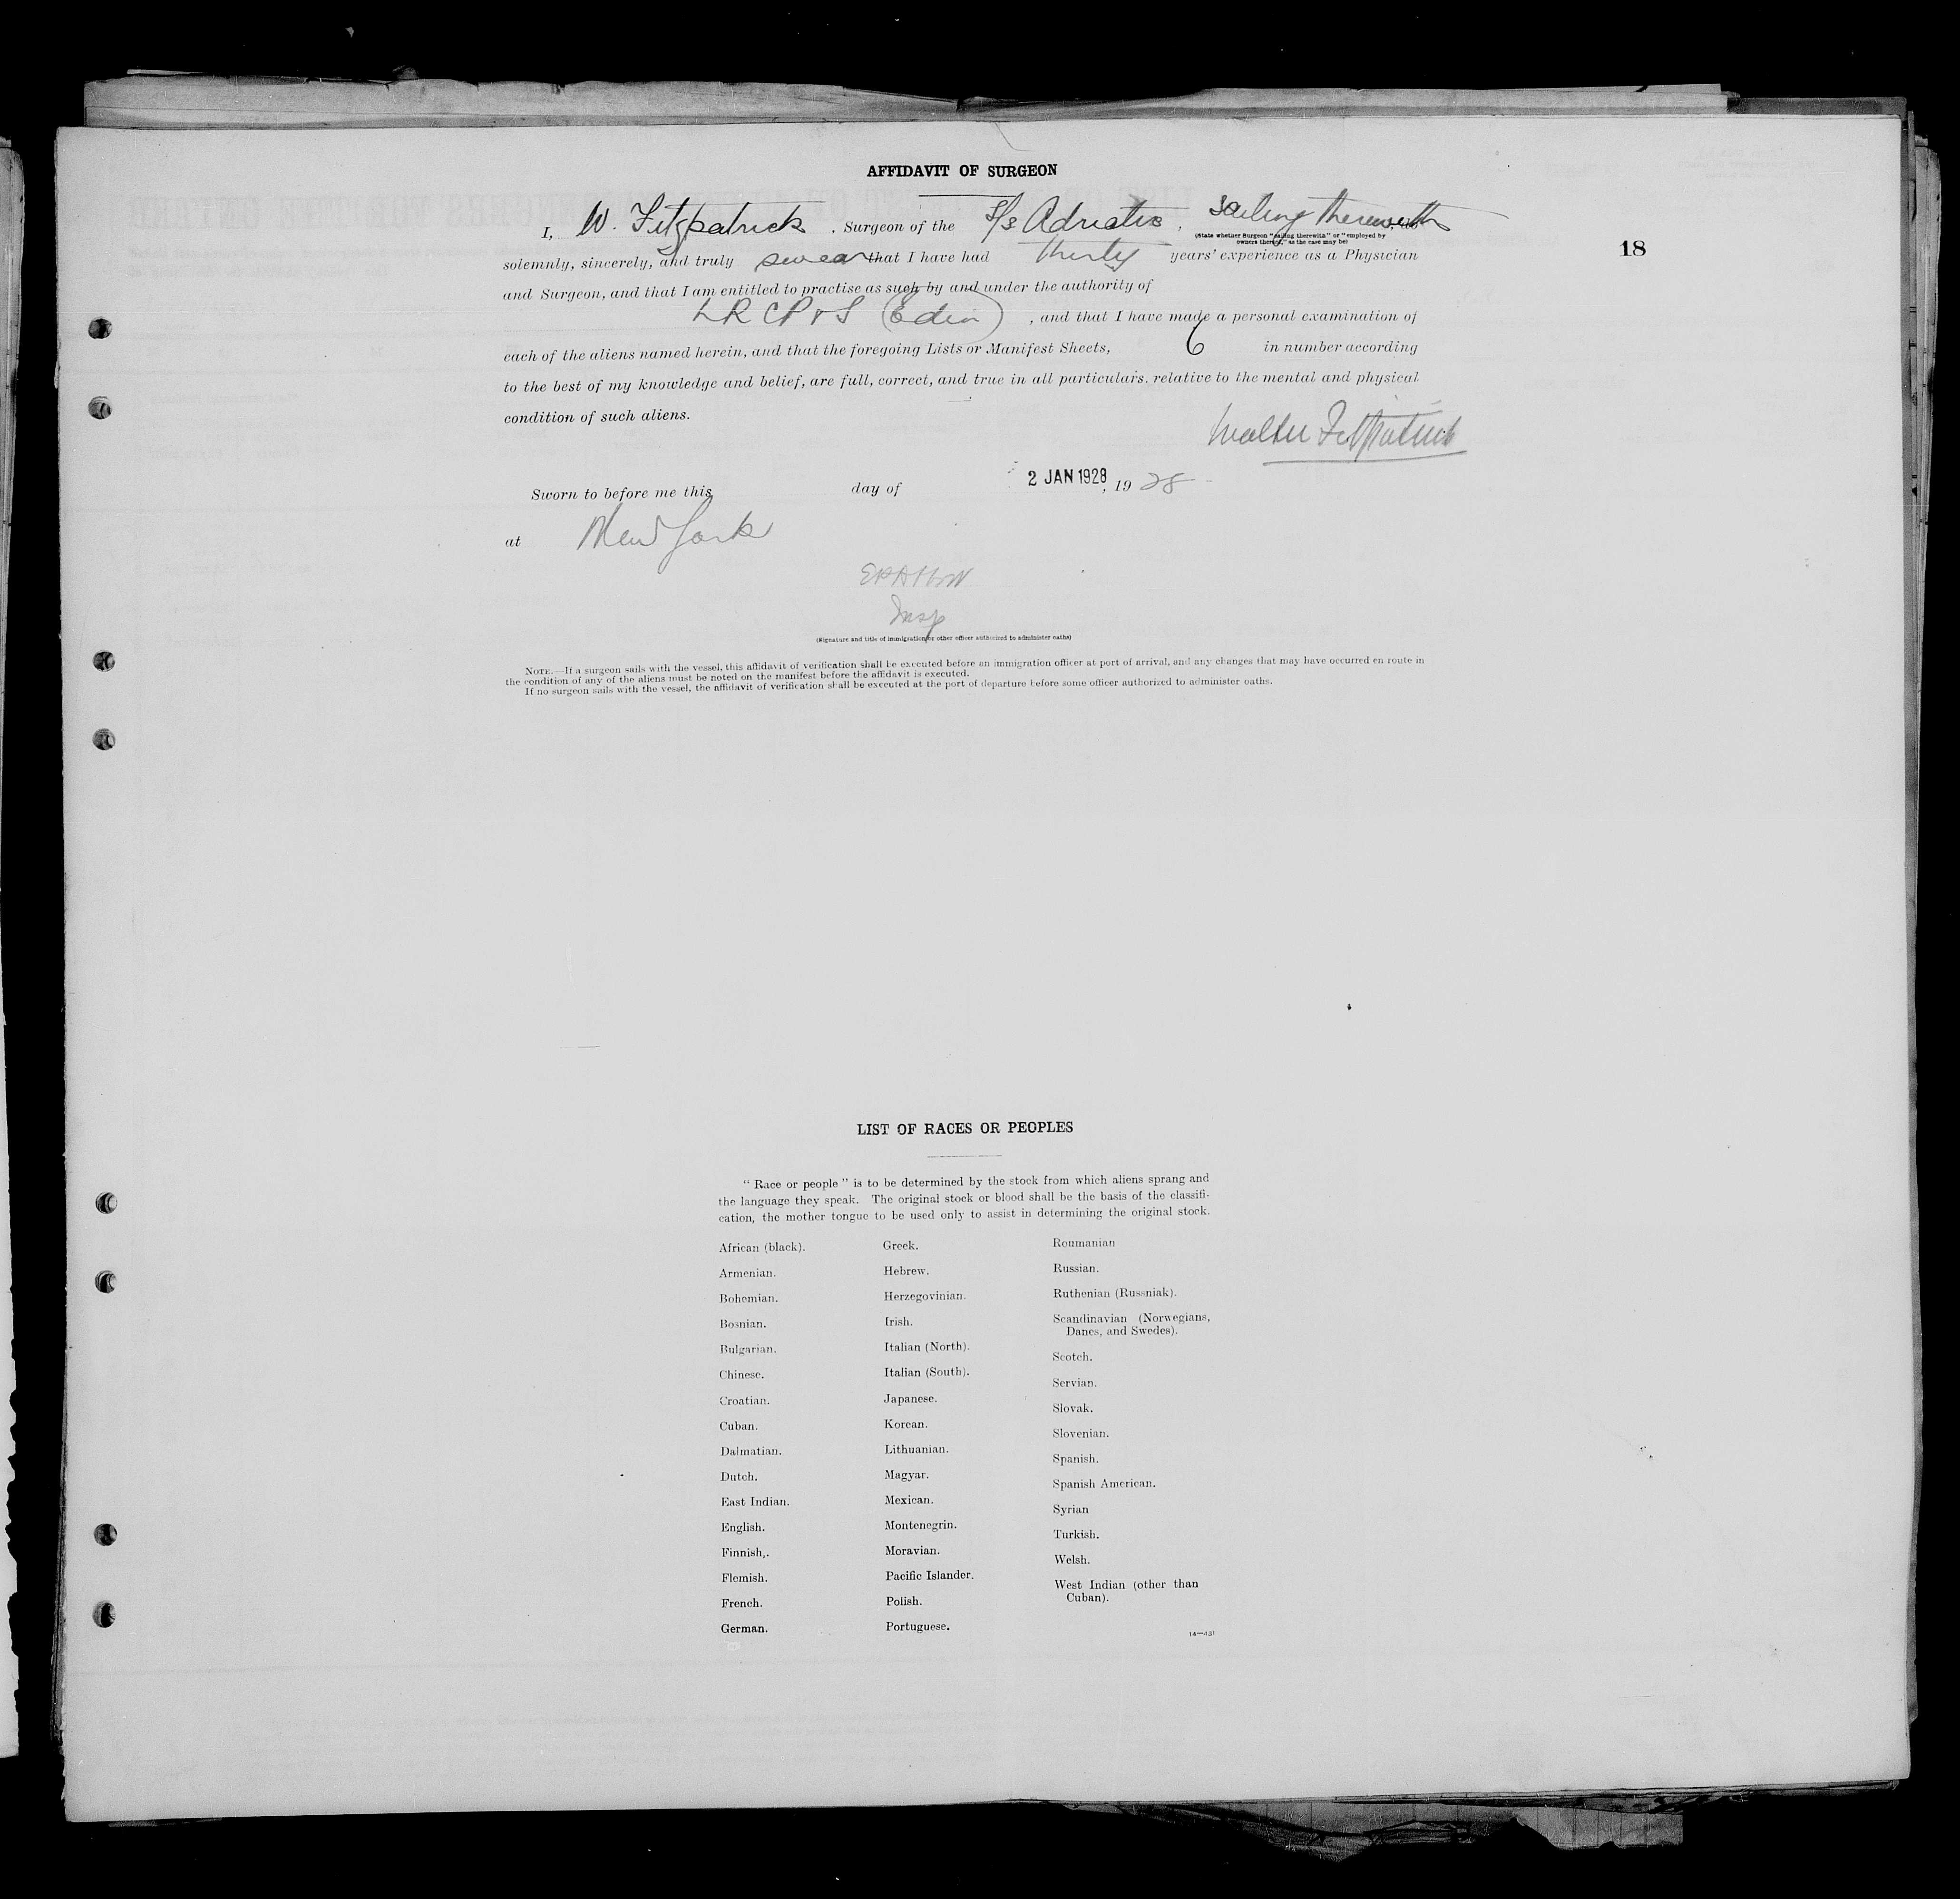 AFFIDAVIT OF SURGEON
18
I, W. Fitzpatrick, Surgeon of the S/s Adriatic, Sailing therewith
(State whether Surgeon "sailing therewith" or "employed by
owners thereof," as the case may be)
solemnly, sincerely, and truly swear that I have had thirty years' experience as a Physician
and Surgeon, and that I am entitled to practise as such by and under the authority of
LRCP & S (Edin), and that I have made a personal examination of
each of the aliens named herein, and that the foregoing Lists or Manifest Sheets, 6 in number according
to the best of my knowledge and belief, are full, correct, and true in all particulars, relative to the mental and physical
condition of such aliens.
Walter Fitzpatrick
Sworn to before me this day of 2 JAN 1928, 1928
at New York
Insp
(Signature and title of immigration or other officer authorized to administer oaths)
NOTE.—If a surgeon sails with the vessel, this affidavit of verification shall be executed before an immigration officer at port of arrival, and any changes that may have occurred en route in
the condition of any of the aliens must be noted on the manifest before the affidavit is executed.
If no surgeon sails with the vessel, the affidavit of verification shall be executed at the port of departure before some officer authorized to administer oaths.
LIST OF RACES OR PEOPLES
"Race or people" is to be determined by the stock from which aliens sprang and
the language they speak. The original stock or blood shall be the basis of the classifi-
cation, the mother tongue to be used only to assist in determining the original stock.
African (black).
Armenian.
Bohemian.
Bosnian.
Bulgarian.
Chinese.
Croatian.
Cuban.
Dalmatian.
Dutch.
East Indian.
English.
Finnish,.
Flemish.
French.
German.
Greek.
Hebrew.
Herzegovinian.
Irish.
Italian (North).
Italian (South).
Japanese.
Korean.
Lithuanian.
Magyar.
Mexican.
Montenegrin.
Moravian.
Pacific Islander.
Polish.
Portuguese.
Roumanian
Russian.
Ruthenian (Russniak).
Scandinavian (Norwegians,
Danes, and Swedes).
Scotch.
Servian.
Slovak.
Slovenian.
Spanish.
Spanish American.
Syrian
Turkish.
Welsh.
West Indian (other than
Cuban).
14—431